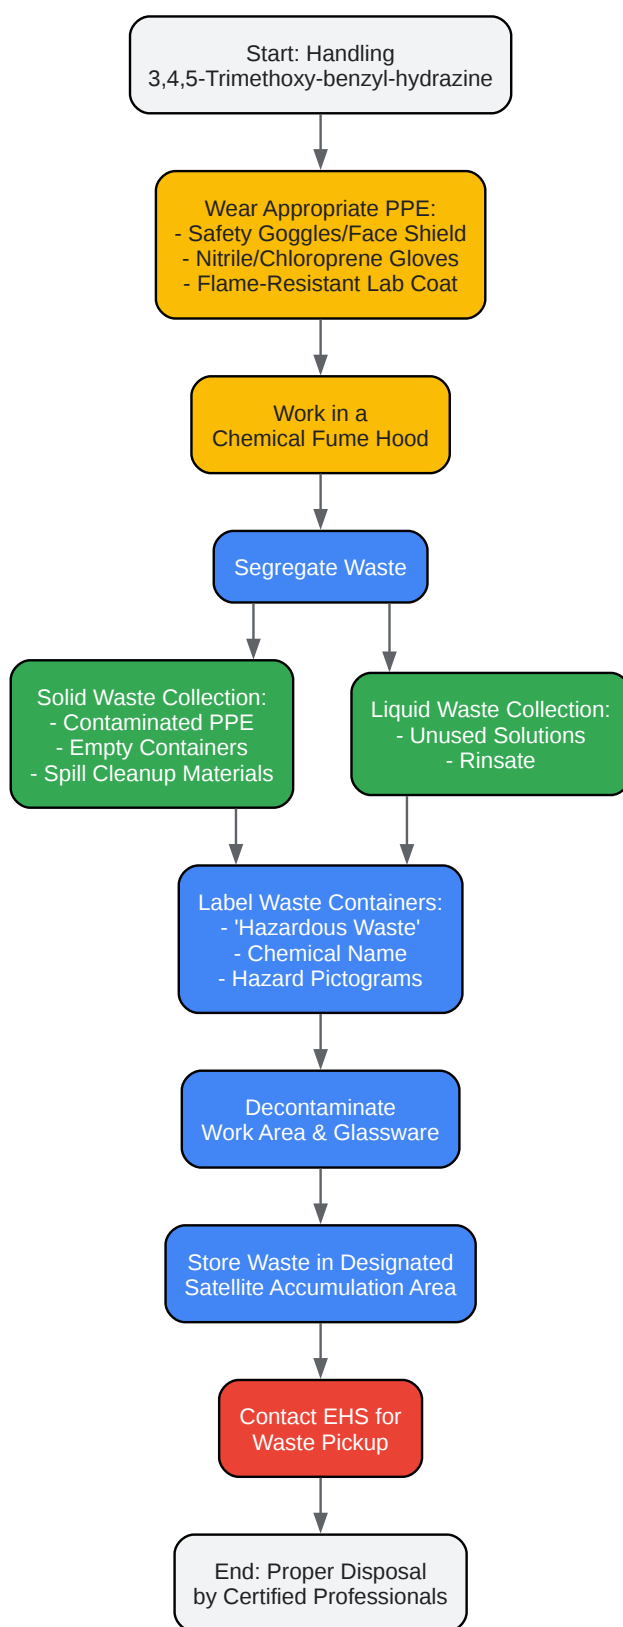 Start: Handling
3,4,5-Trimethoxy-benzyl-hydrazine
Wear Appropriate PPE:
- Safety Goggles/Face Shield
- Nitrile/Chloroprene Gloves
- Flame-Resistant Lab Coat
Work in a
Chemical Fume Hood
Segregate Waste
Solid Waste Collection:
- Contaminated PPE
- Empty Containers
- Spill Cleanup Materials
Liquid Waste Collection:
- Unused Solutions
- Rinsate
Label Waste Containers:
- 'Hazardous Waste'
- Chemical Name
- Hazard Pictograms
Decontaminate
Work Area & Glassware
Store Waste in Designated
Satellite Accumulation Area
Contact EHS for
Waste Pickup
End: Proper Disposal
by Certified Professionals